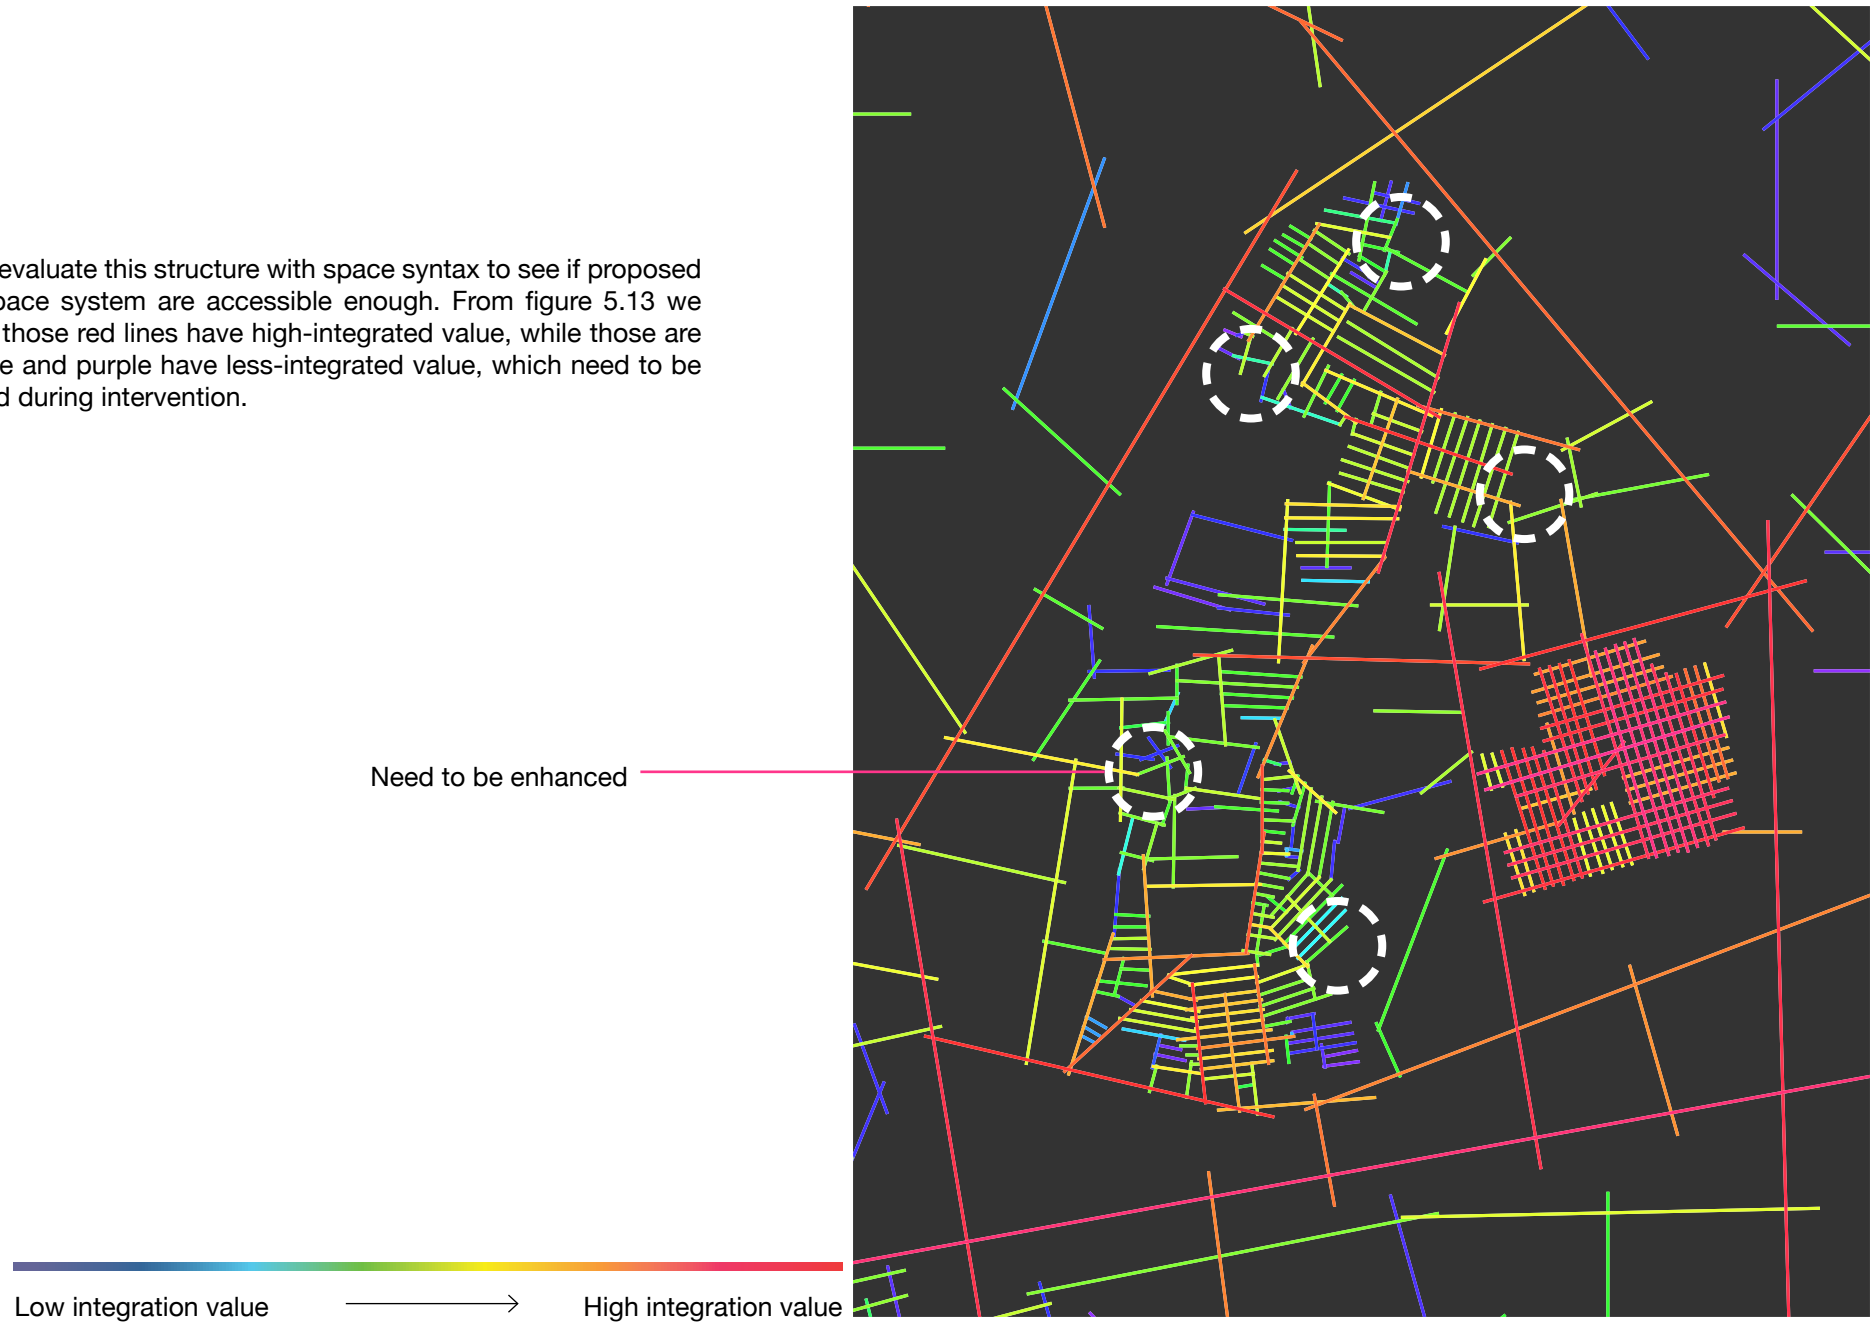 evaluate this structure with space syntax to see if proposed
pace system are accessible enough. From figure 5.13 we
those red lines have high-integrated value, while those are
e and purple have less-integrated value, which need to be
d during intervention.
Need to be enhanced
Low integration value
High integration value